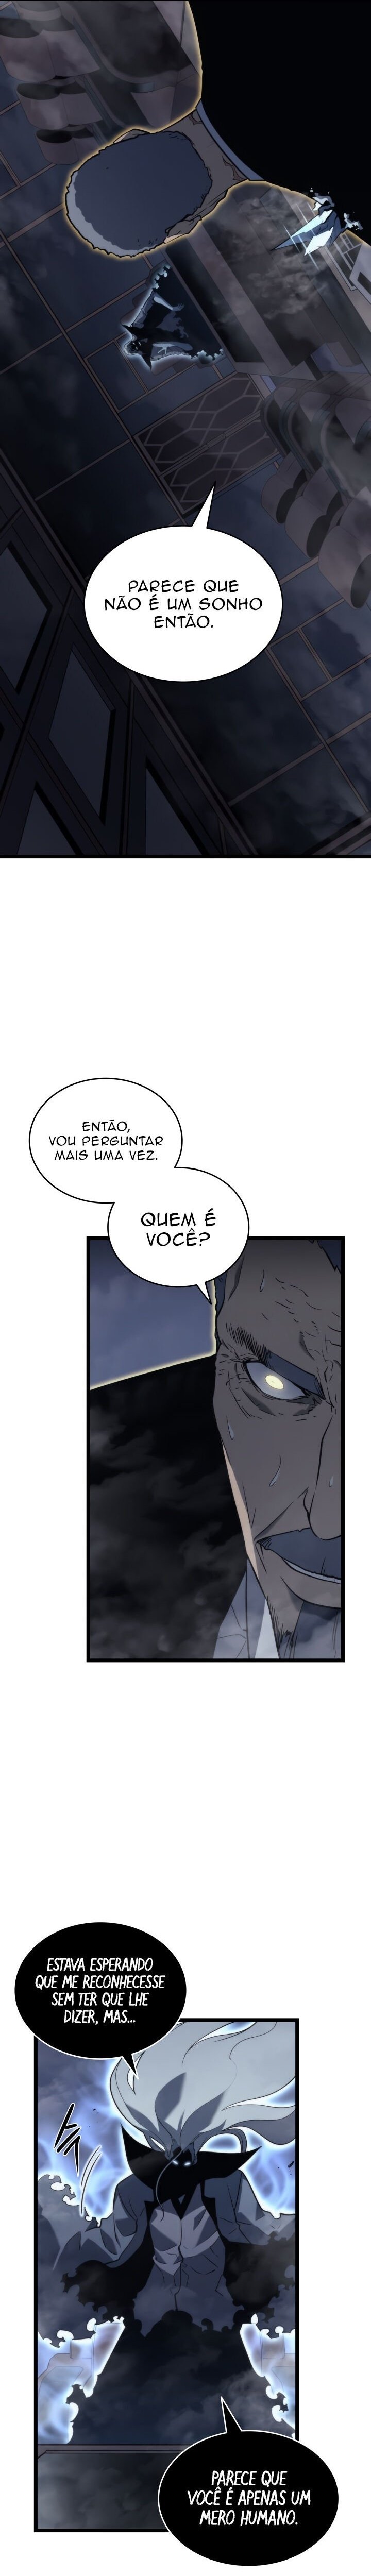 PARECE QUE
NÃO É UM SONHO
ENTÃO.
ENTÃO,
VOU PERGUNTAR
MAIS UMA VEZ.
QUEM É
VOCÊ?
ESTAVA ESPERANDO
QUE ME RECONHECESSE
SEM TER QUE LHE
DIZER, MAS...
PARECE QUE
VOCÊ É APENAS UM
MERO HUMANO.